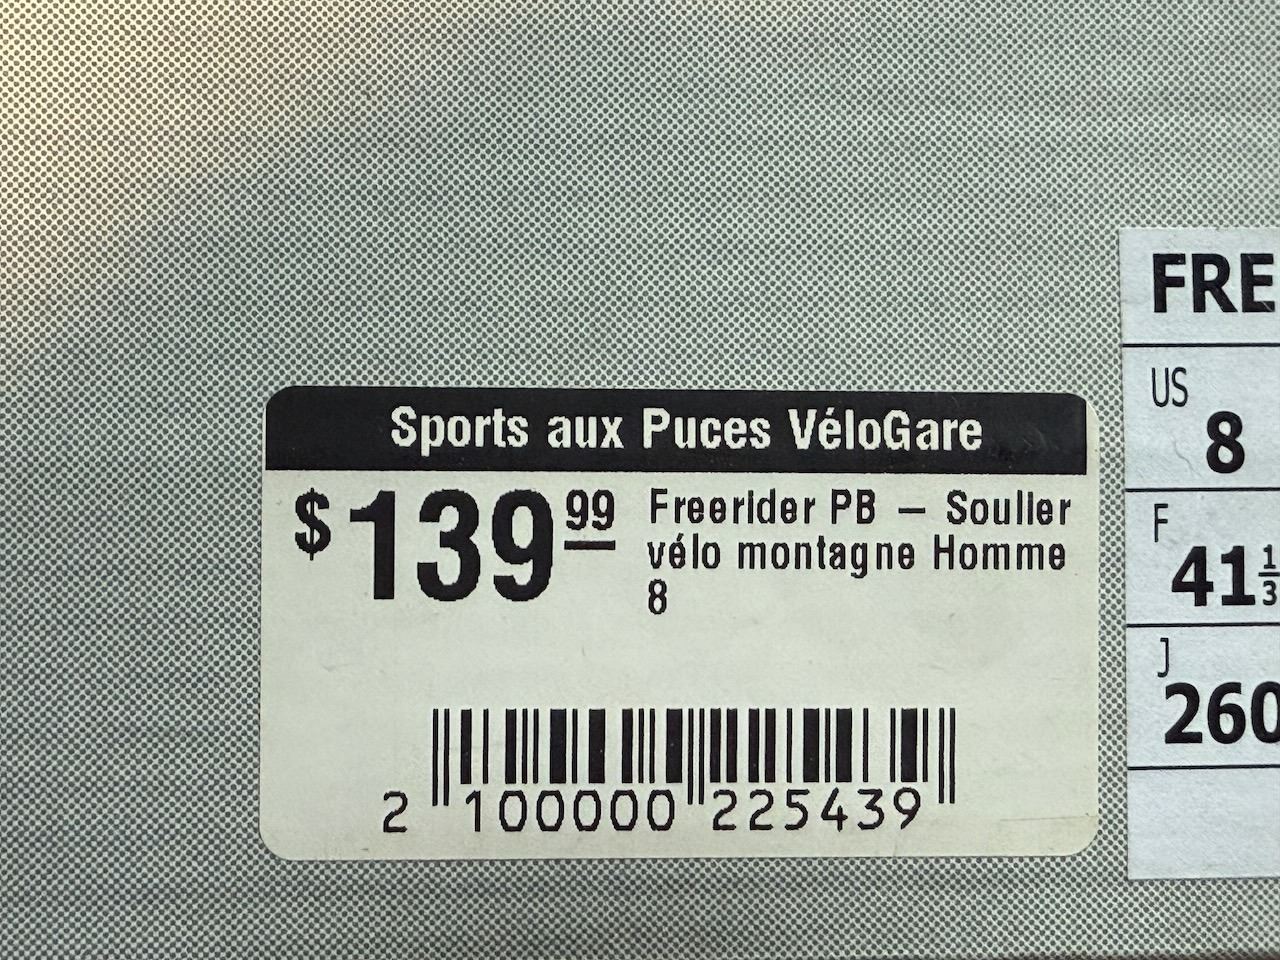 Sports aux Puces VéloGare
$139 99
Freerider PB – Soulier
vélo montagne Homme
8
2 100000 225439
FRE
US
8
F
41 1/3
J
260